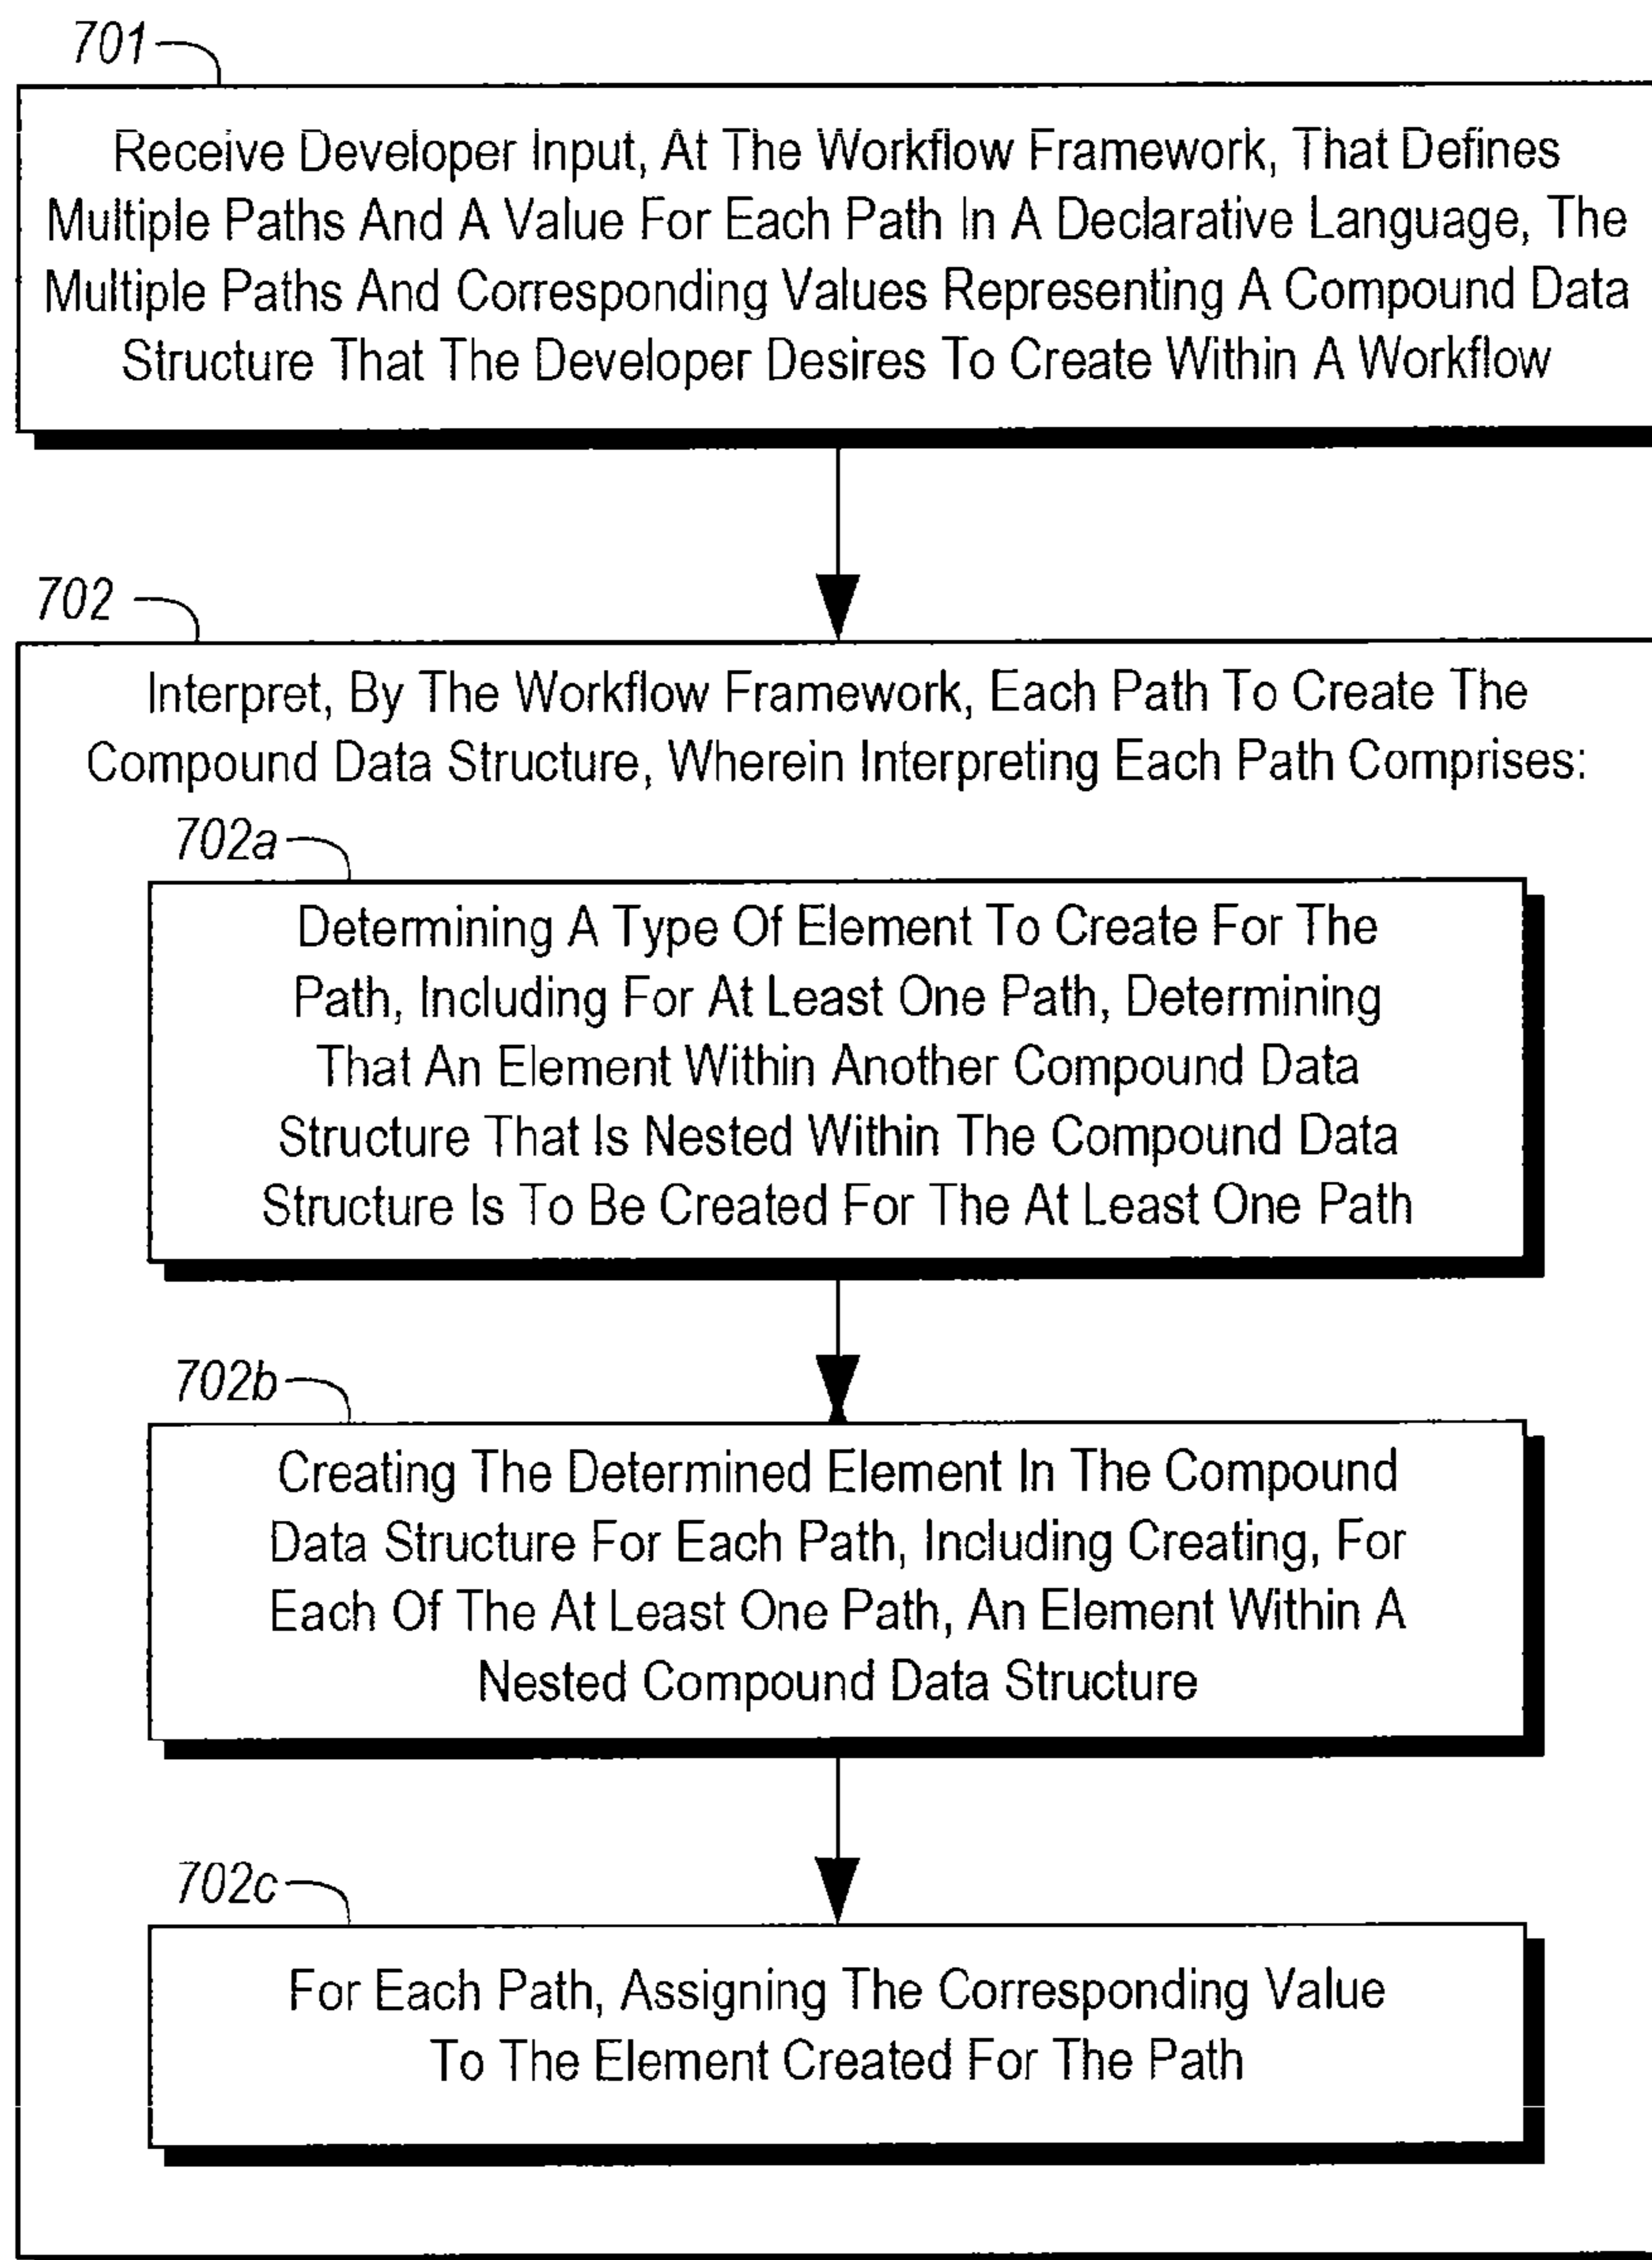 701
Receive Developer Input, At The Workflow Framework, That Defines
Multiple Paths And A Value For Each Path In A Declarative Language, The
Multiple Paths And Corresponding Values Representing A Compound Data
Structure That The Developer Desires To Create Within A Workflow
702
Interpret, By The Workflow Framework, Each Path To Create The
Compound Data Structure, Wherein Interpreting Each Path Comprises:
702a
Determining A Type Of Element To Create For The
Path, Including For At Least One Path, Determining
That An Element Within Another Compound Data
Structure That Is Nested Within The Compound Data
Structure Is To Be Created For The At Least One Path
702b
Creating The Determined Element In The Compound
Data Structure For Each Path, Including Creating, For
Each Of The At Least One Path, An Element Within A
Nested Compound Data Structure
702c
For Each Path, Assigning The Corresponding Value
To The Element Created For The Path